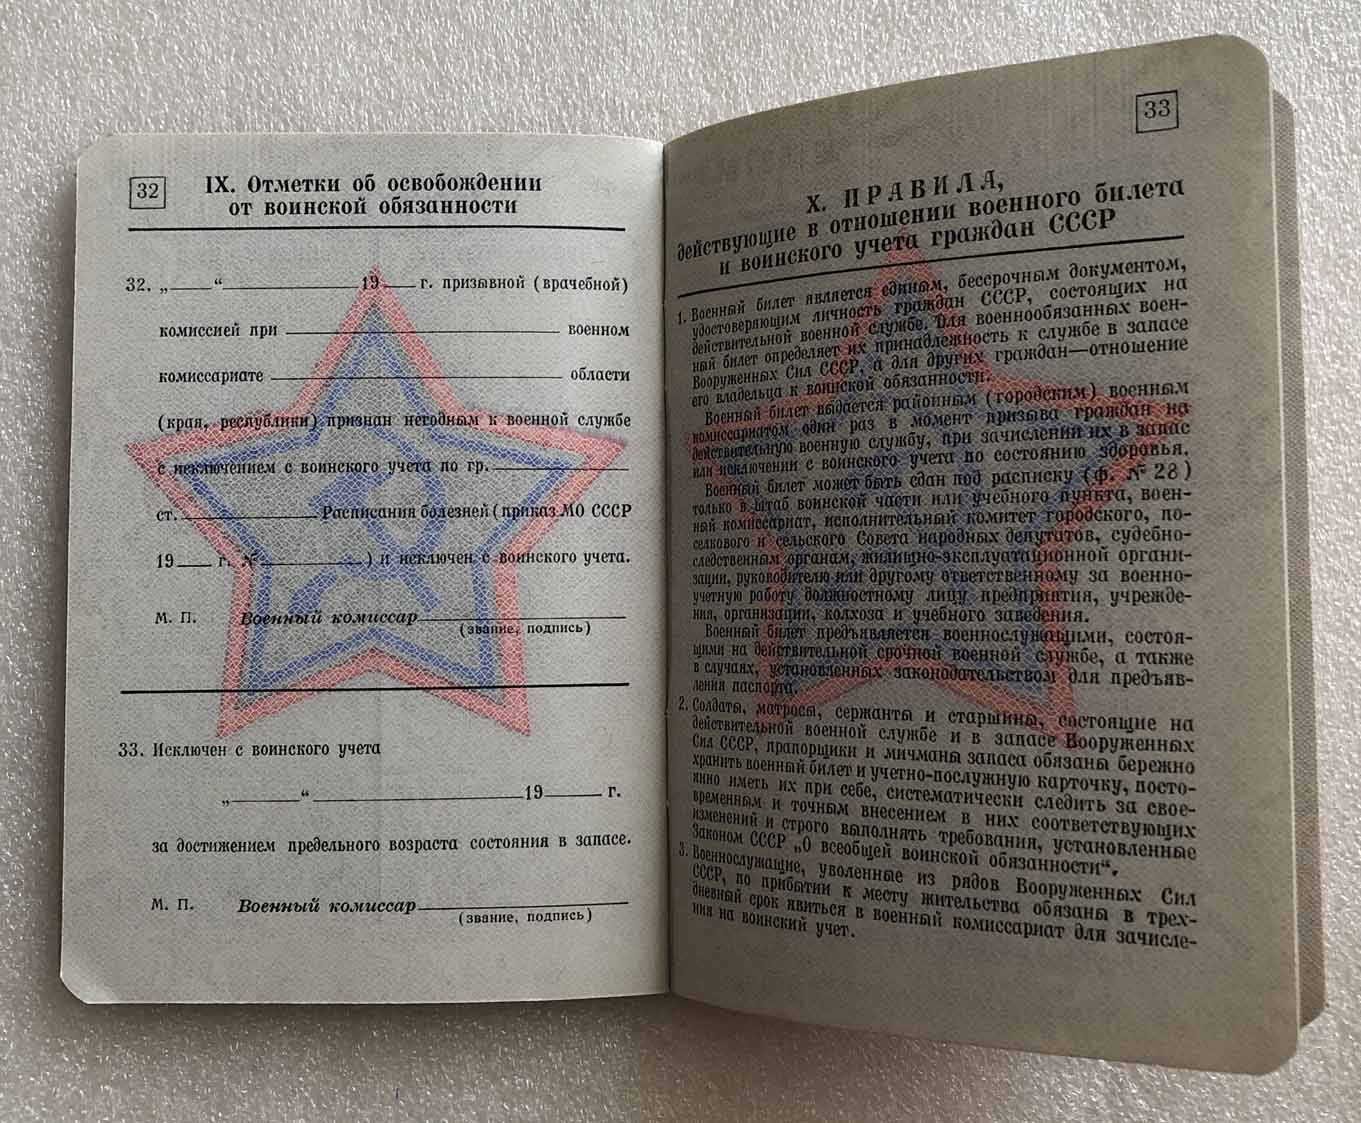 32
IX. Отметки об освобождении
от воинской обязанности
32. „____“____________19___г. призывной (врачебной)
комиссией при ____________________ военном
комиссариате ____________________ области
(края, республики) признан негодным к военной службе
с исключением с воинского учета по гр.__________
ст.__________ Расписания болезней (приказ МО СССР
19___ г. №__________) и исключен с воинского учета.
М. П. Военный комиссар____________________
(звание, подпись)
33. Исключен с воинского учета
„______“____________________19_____ г.
за достижением предельного возраста состояния в запасе.
М. П. Военный комиссар____________________
(звание, подпись)
33
X. ПРАВИЛА,
действующие в отношении военного билета
и воинского учета граждан СССР
1. Военный билет является единым, бессрочным документом,
удостоверяющим личность граждан СССР, состоящих на
действительной военной службе. Для военнообязанных воен-
ный билет определяет их принадлежность к службе в запасе
Вооруженных Сил СССР, а для других граждан—отношение
его владельца к воинской обязанности.
Военный билет выдается районным (городским) военным
комиссариатом один раз в момент призыва граждан на
действительную военную службу, при зачислении их в запас
или исключении с воинского учета по состоянию здоровья.
Военный билет может быть сдан под расписку (ф. № 28)
только в штаб воинской части или учебного пункта, воен-
ный комиссариат, исполнительный комитет городского, по-
селкового и сельского Совета народных депутатов, судебно-
следственным органам, жилищно-эксплуатационной органи-
зации, руководителю или другому ответственному за военно-
учетную работу должностному лицу предприятия, учрежде-
ния, организации, колхоза и учебного заведения.
Военный билет предъявляется военнослужащими, состоя-
щими на действительной срочной военной службе, а также
в случаях, установленных законодательством для предъяв-
ления паспорта.
2. Солдаты, матросы, сержанты и старшины, состоящие на
действительной военной службе и в запасе Вооруженных
Сил СССР, прапорщики и мичманы запаса обязаны бережно
хранить военный билет и учетно-послужную карточку, посто-
янно иметь их при себе, систематически следить за свое-
временным и точным внесением в них соответствующих
изменений и строго выполнять требования, установленные
Законом СССР „О всеобщей воинской обязанности“.
3. Военнослужащие, уволенные из рядов Вооруженных Сил
СССР, по прибытии к месту жительства обязаны в трех-
дневный срок явиться в военный комиссариат для зачисле-
ния на воинский учет.